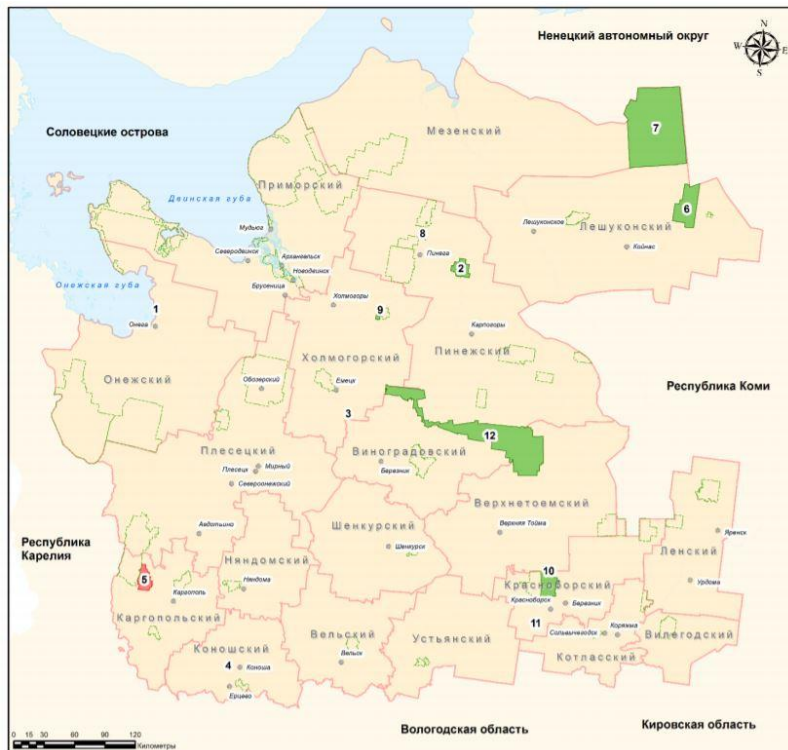 Ненецкий автономный округ
N
W E
S
Соловецкие острова
Мезенский
7
Двинская губа
Приморский
6
Лешуконское
Лешуконский
Мудьюг
8
Койнас
Северодвинск
Архангельск
Пинега
2
Новодвинск
Онежская губа
Брусеница
Холмогоры
1
9
Онега
Карпогоры
Холмогорский
Пинежский
Онежский
Обозерский
Емецк
Республика Коми
3
12
Виноградовский
Плесецкий
Березник
Мирный
Плесецк
Североонежский
Верхнетоемский
Шенкурский
Авдотьино
Верхняя Тойма
Яренск
Республика
Карелия
Шенкурск
Ленский
Няндомский
10
5
Няндома
Красноборский
Урдома
Каргополь
Красноборск
Березник
Каргопольский
11
Вельский
Устьянский
Сольвычегодск
Коряжма
Вилегодский
Коношский
4
Коноша
Вельск
Котласский
Ерцево
0 15 30 60 90 120
Километры
Вологодская область
Кировская область